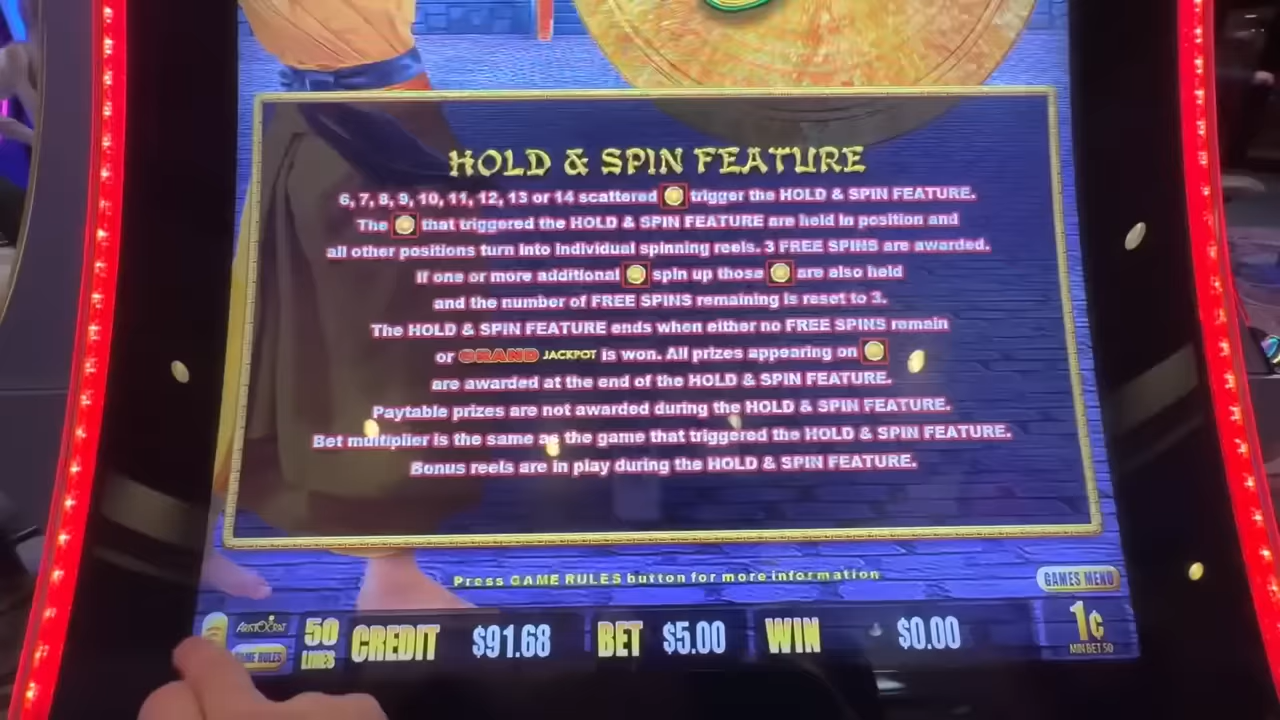 HOLD & SPIN FEATURE
6, 7, 8, 9, 10, 11, 12, 13 or 14 scattered trigger the HOLD & SPIN FEATURE.
The that triggered the HOLD & SPIN FEATURE are held in position and
all other positions turn into individual spinning reels. 3 FREE SPINS are awarded.
If one or more additional spin up those are also held
and the number of FREE SPINS remaining is reset to 3.
The HOLD & SPIN FEATURE ends when either no FREE SPINS remain
or GRAND JACKPOT is won. All prizes appearing on
are awarded at the end of the HOLD & SPIN FEATURE.
Paytable prizes are not awarded during the HOLD & SPIN FEATURE.
Bet multiplier is the same as the game that triggered the HOLD & SPIN FEATURE.
Bonus reels are in play during the HOLD & SPIN FEATURE.
Press GAME RULES button for more information
GAMES MENU
ARISTOCRAT
GAME RULES
50 LINES
CREDIT $91.68
BET $5.00
WIN $0.00
1¢
MIN BET 50